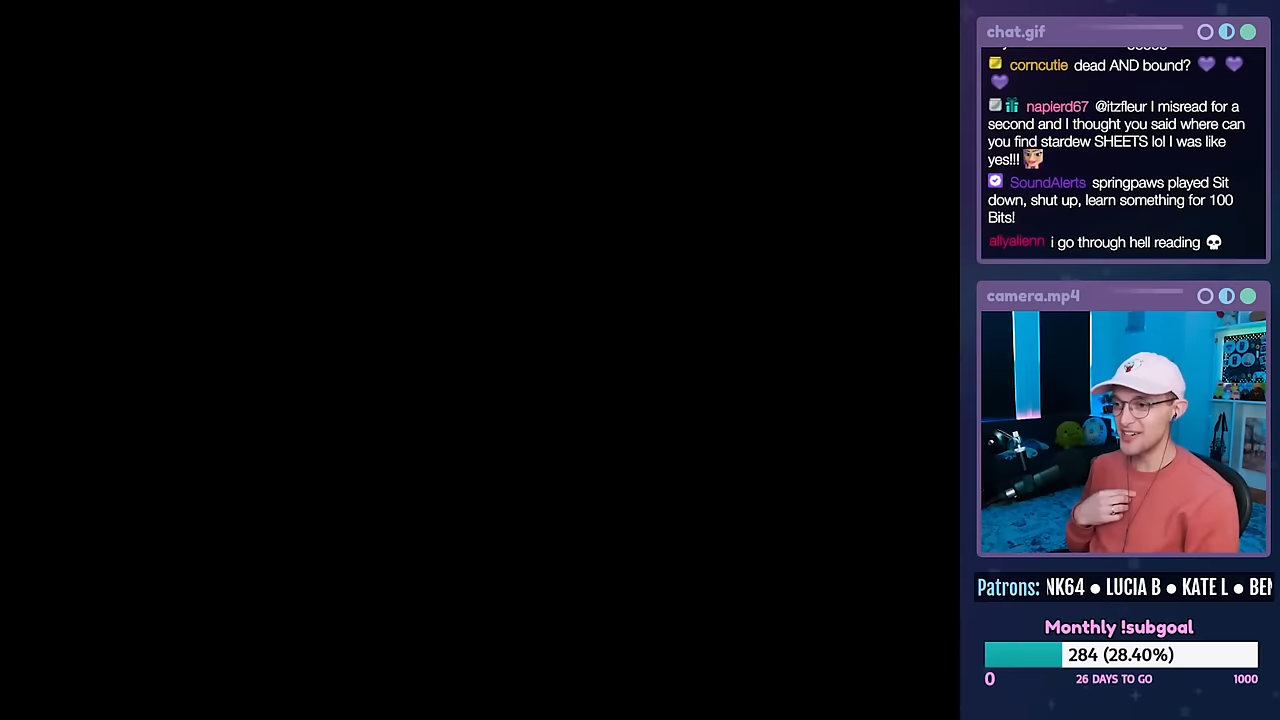 chat.gif
corncutie dead AND bound?
napierd67 @itzfleur I misread for a
second and I thought you said where can
you find stardew SHEETS lol I was like
yes!!!
SoundAlerts springpaws played Sit
down, shut up, learn something for 100
Bits!
allyalienn i go through hell reading
camera.mp4
Patrons: NK64 ● LUCIA B ● KATE L ● BEN
Monthly !subgoal
284 (28.40%)
0 26 DAYS TO GO 1000